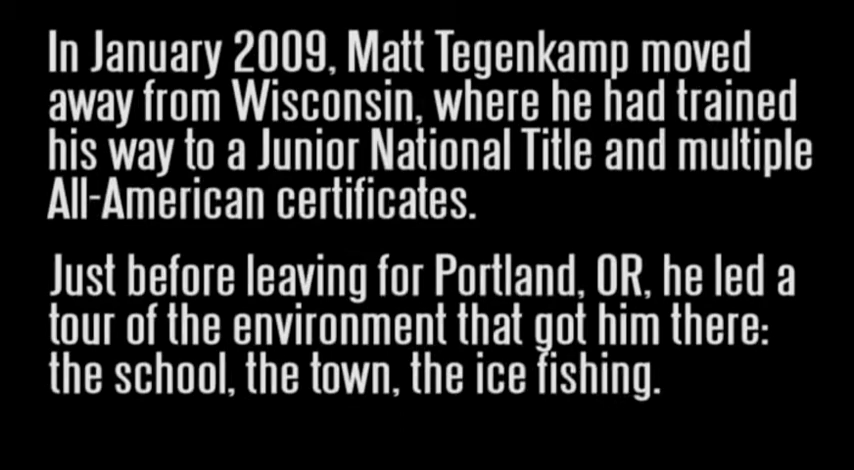 In January 2009, Matt Tegenkamp moved
away from Wisconsin, where he had trained
his way to a Junior National Title and multiple
All-American certificates.
Just before leaving for Portland, OR, he led a
tour of the environment that got him there:
the school, the town, the ice fishing.